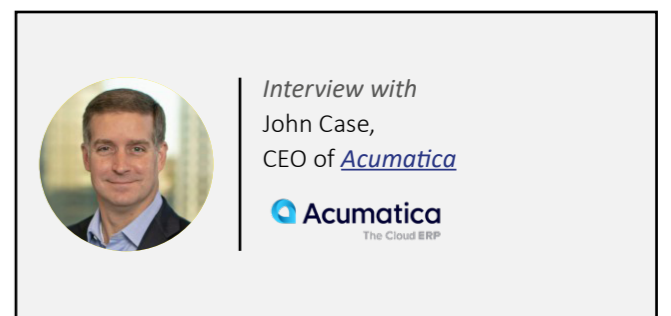 Interview with
John Case,
CEO of Acumatica
Acumatica
The Cloud ERP